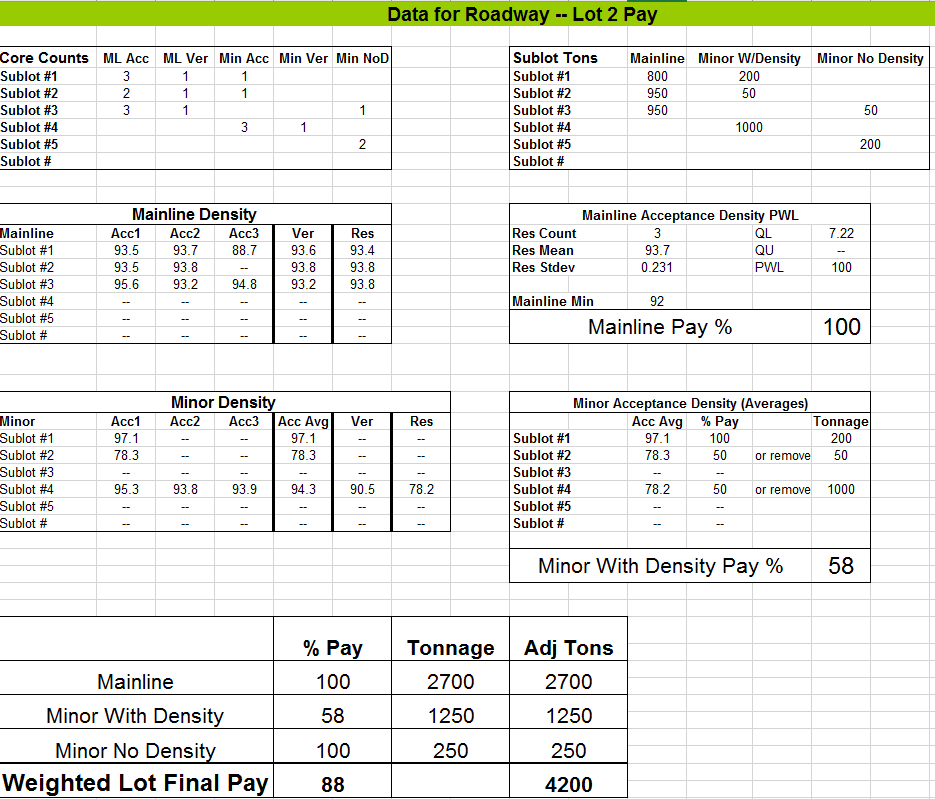 Data for Roadway -- Lot 2 Pay
Core Counts ML Acc ML Ver Min Acc Min Ver Min NoD
Sublot #1 3 1 1
Sublot #2 2 1 1
Sublot #3 3 1 1
Sublot #4 3 1
Sublot #5 2
Sublot #
Sublot Tons Mainline Minor W/Density Minor No Density
Sublot #1 800 200
Sublot #2 950 50
Sublot #3 950 50
Sublot #4 1000
Sublot #5 200
Sublot #
Mainline Density
Mainline Acc1 Acc2 Acc3 Ver Res
Sublot #1 93.5 93.7 88.7 93.6 93.4
Sublot #2 93.5 93.8 -- 93.8 93.8
Sublot #3 95.6 93.2 94.8 93.2 93.8
Sublot #4 -- -- -- -- --
Sublot #5 -- -- -- -- --
Sublot # -- -- -- -- --
Mainline Acceptance Density PWL
Res Count 3 QL 7.22
Res Mean 93.7 QU --
Res Stdev 0.231 PWL 100
Mainline Min 92
Mainline Pay % 100
Minor Density
Minor Acc1 Acc2 Acc3 Acc Avg Ver Res
Sublot #1 97.1 -- -- 97.1 -- --
Sublot #2 78.3 -- -- 78.3 -- --
Sublot #3 -- -- -- -- -- --
Sublot #4 95.3 93.8 93.9 94.3 90.5 78.2
Sublot #5 -- -- -- -- -- --
Sublot # -- -- -- -- -- --
Minor Acceptance Density (Averages)
Acc Avg % Pay Tonnage
Sublot #1 97.1 100 200
Sublot #2 78.3 50 or remove 50
Sublot #3 -- --
Sublot #4 78.2 50 or remove 1000
Sublot #5 -- --
Sublot # -- --
Minor With Density Pay % 58
% Pay Tonnage Adj Tons
Mainline 100 2700 2700
Minor With Density 58 1250 1250
Minor No Density 100 250 250
Weighted Lot Final Pay 88 4200